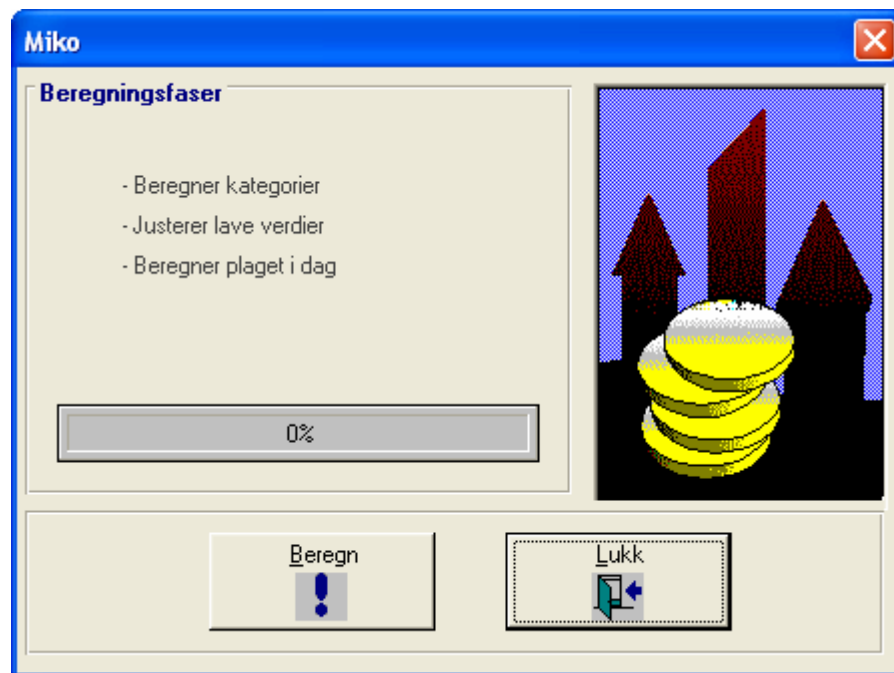 Miko
Beregningsfaser
- Beregner kategorier
- Justerer lave verdier
- Beregner plaget i dag
0%
Beregn
Lukk